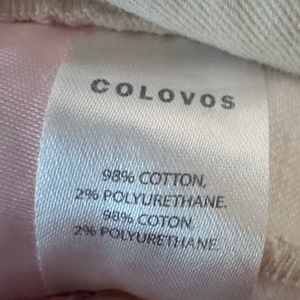 COLOVOS
98% COTTON,
2% POLYURETHANE.
98% COTON
2% POLYURETHANE.